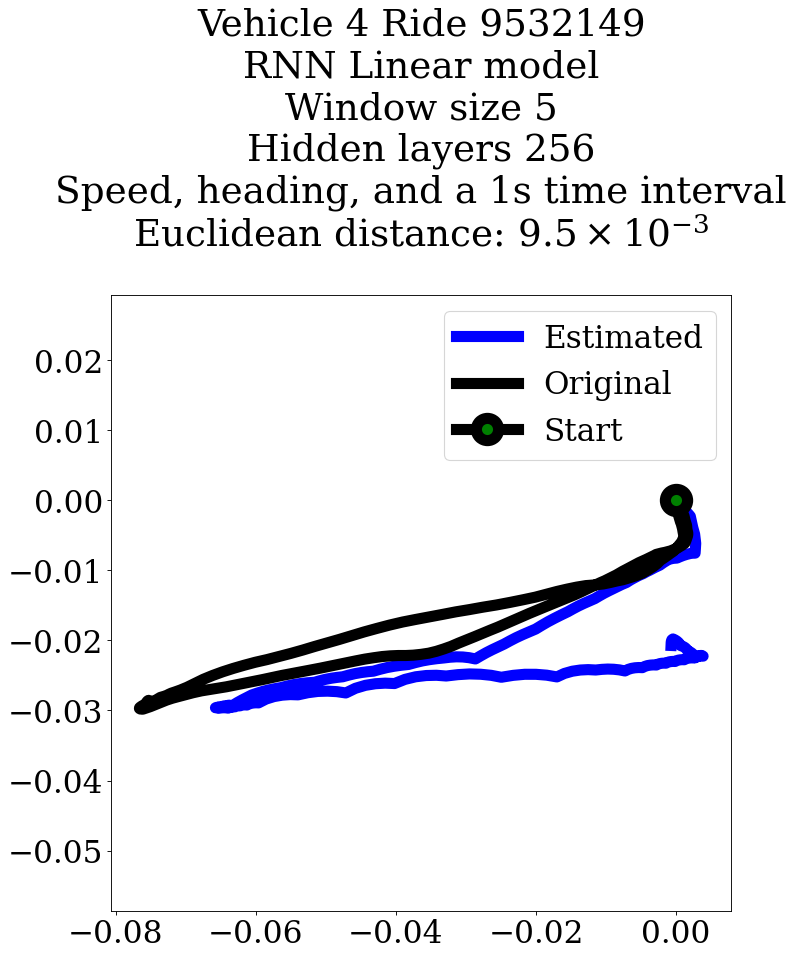 Vehicle 4 Ride 9532149
RNN Linear model
Window size 5
Hidden layers 256
Speed, heading, and a 1s time interval
Euclidean distance: 9.5 × 10⁻³
Estimated
Original
Start
0.02
0.01
0.00
−0.01
−0.02
−0.03
−0.04
−0.05
−0.08 −0.06 −0.04 −0.02 0.00